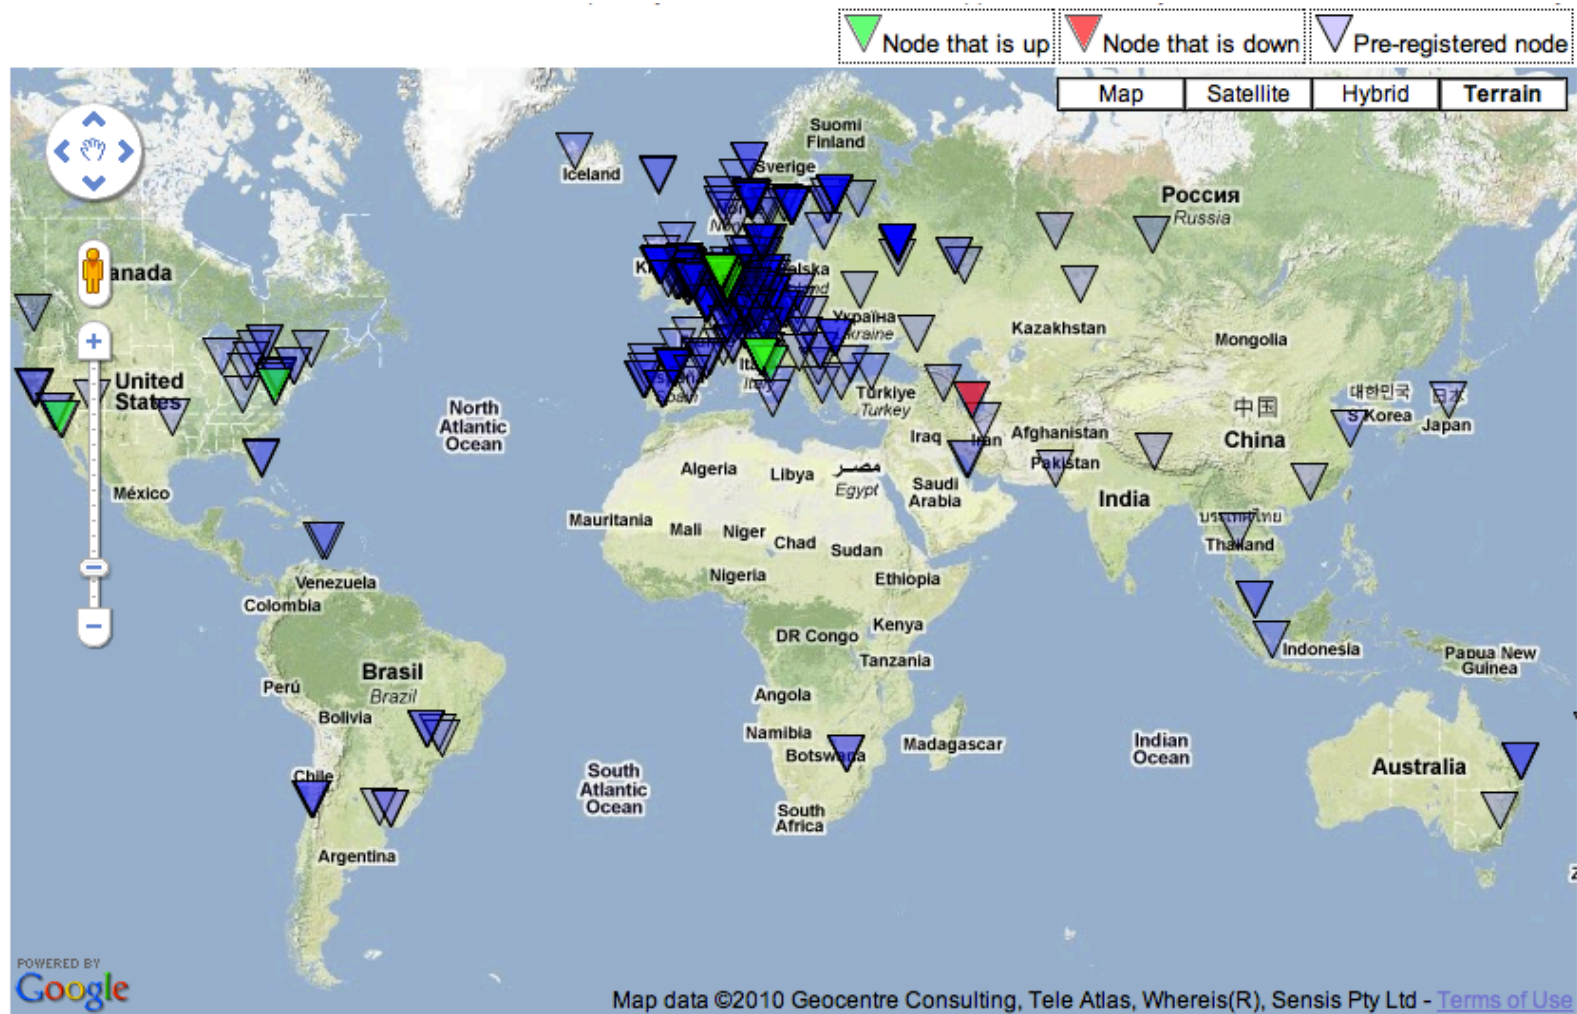 Node that is up
Node that is down
Pre-registered node
Map
Satellite
Hybrid
Terrain
Suomi
Finland
Iceland
Sverige
Россия
Russia
anada
Україна
kraine
Kazakhstan
Mongolia
United
States
North
Atlantic
Ocean
Türkiye
Turkey
中国
China
대한민국
S Korea
日本
Japan
Iraq
Iran
Afghanistan
Pakistan
Algeria
Libya
مصر
Egypt
Saudi
Arabia
India
México
Mauritania
Mali
Niger
Chad
Sudan
Thailand
Venezuela
Colombia
Nigeria
Ethiopia
DR Congo
Kenya
Tanzania
Indonesia
Papua New
Guinea
Brasil
Brazil
Perú
Bolivia
Angola
Namibia
Botswana
Madagascar
Indian
Ocean
Australia
Chile
South
Atlantic
Ocean
South
Africa
Argentina
POWERED BY
Google
Map data ©2010 Geocentre Consulting, Tele Atlas, Whereis(R), Sensis Pty Ltd - Terms of Use